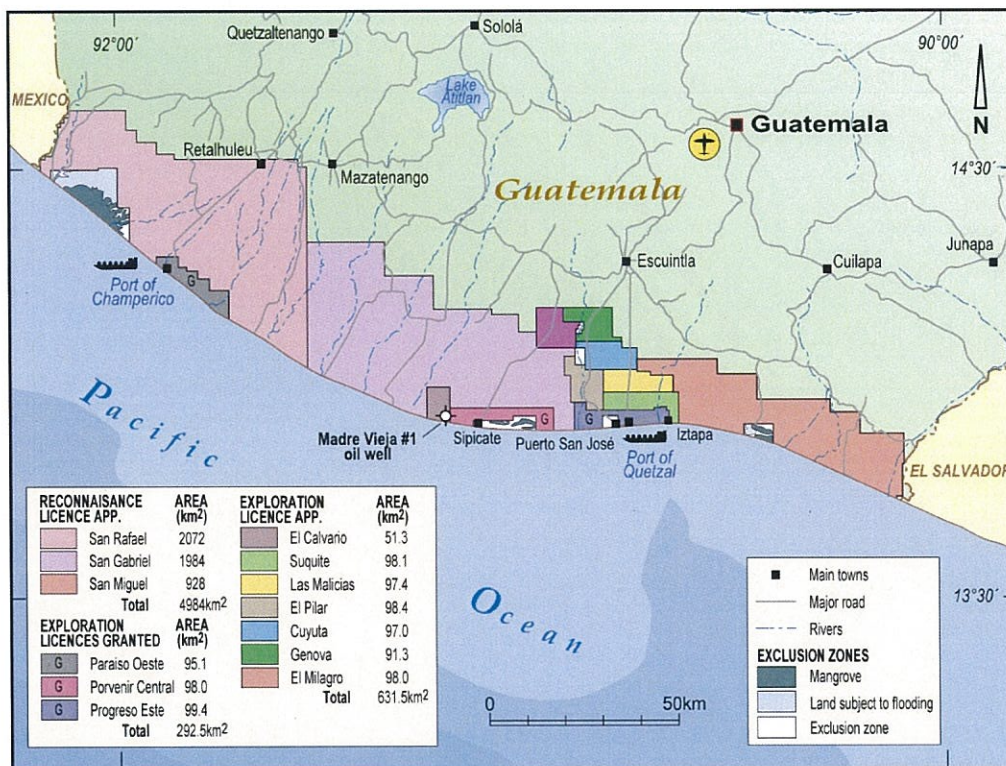 92°00´
90°00´
Quetzaltenango
Sololá
MEXICO
Lake
Atitlan
N
Guatemala
Retalhuleu
Mazatenango
14°30´
Guatemala
Junapa
Escuintla
Cuilapa
G
Port of
Champerico
Pacific
Madre Vieja #1
oil well
Sipicate
G
Puerto San José
G
Iztapa
Port of
Quetzal
EL SALVADOR
Ocean
13°30´
RECONNAISANCE
LICENCE APP.
AREA
(km2)
San Rafael 2072
San Gabriel 1984
San Miguel 928
Total 4984km2
EXPLORATION
LICENCES GRANTED
AREA
(km2)
G Paraiso Oeste 95.1
G Porvenir Central 98.0
G Progreso Este 99.4
Total 292.5km2
EXPLORATION
LICENCE APP.
AREA
(km2)
El Calvario 51.3
Suquite 98.1
Las Malicias 97.4
El Pilar 98.4
Cuyuta 97.0
Genova 91.3
El Milagro 98.0
Total 631.5km2
0 50km
Main towns
Major road
Rivers
EXCLUSION ZONES
Mangrove
Land subject to flooding
Exclusion zone